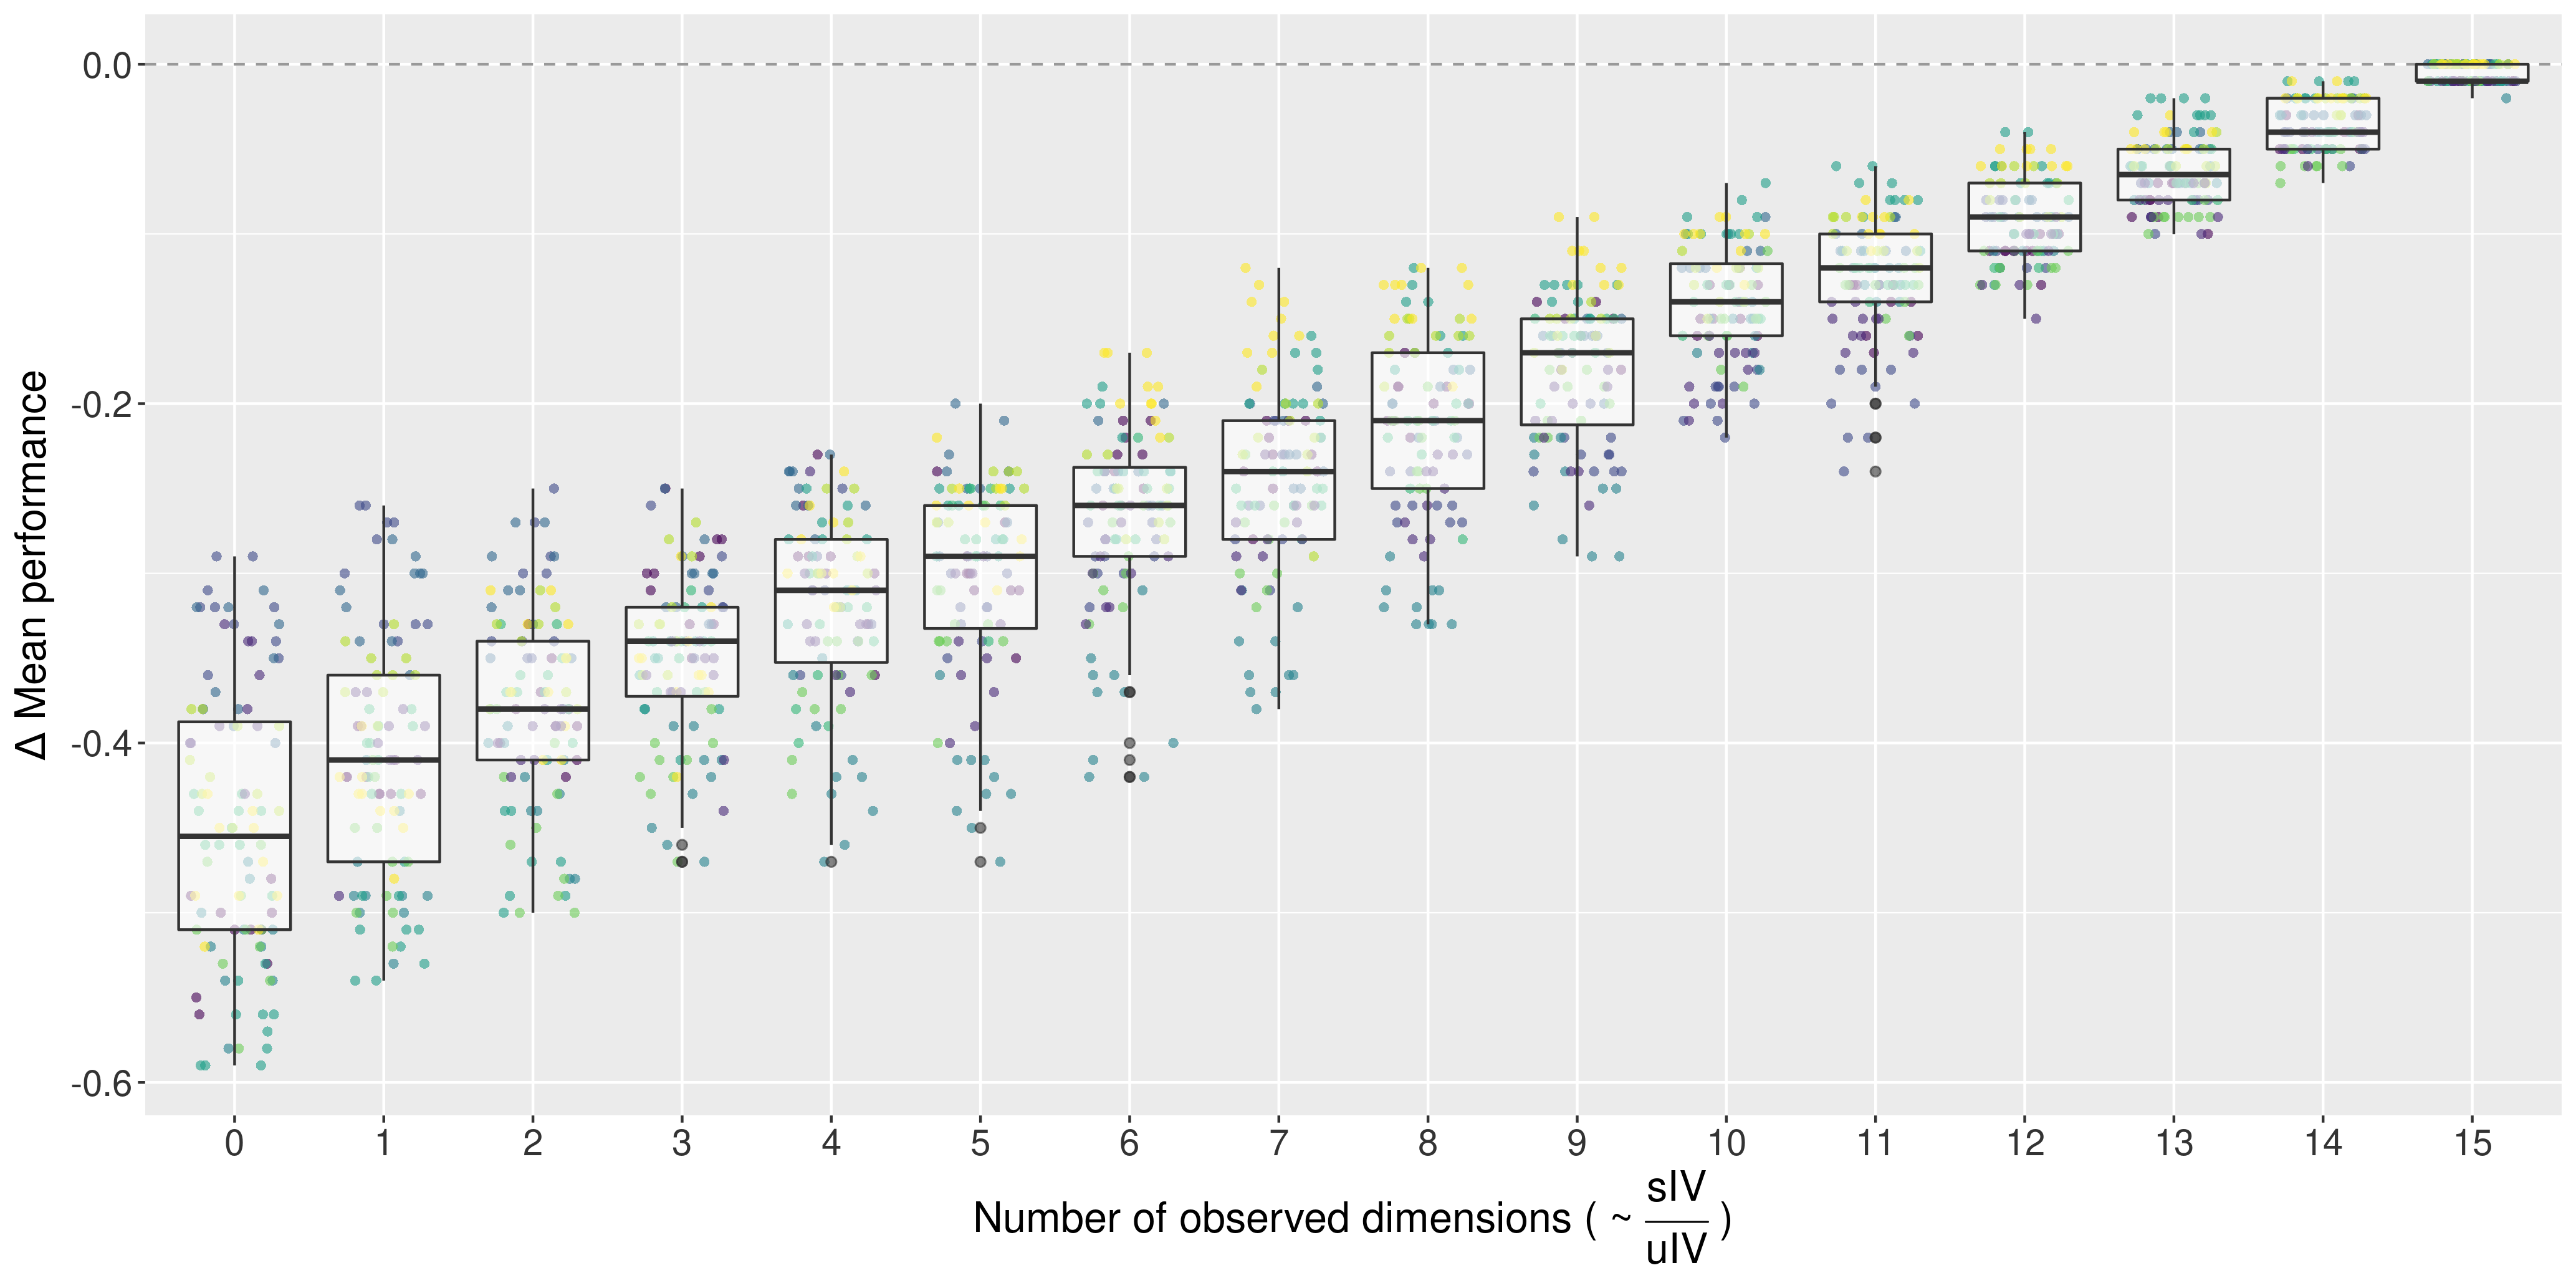 Δ Mean performance
0.0
-0.2
-0.4
-0.6
0 1 2 3 4 5 6 7 8 9 10 11 12 13 14 15
Number of observed dimensions ( ~ sIV / uIV )